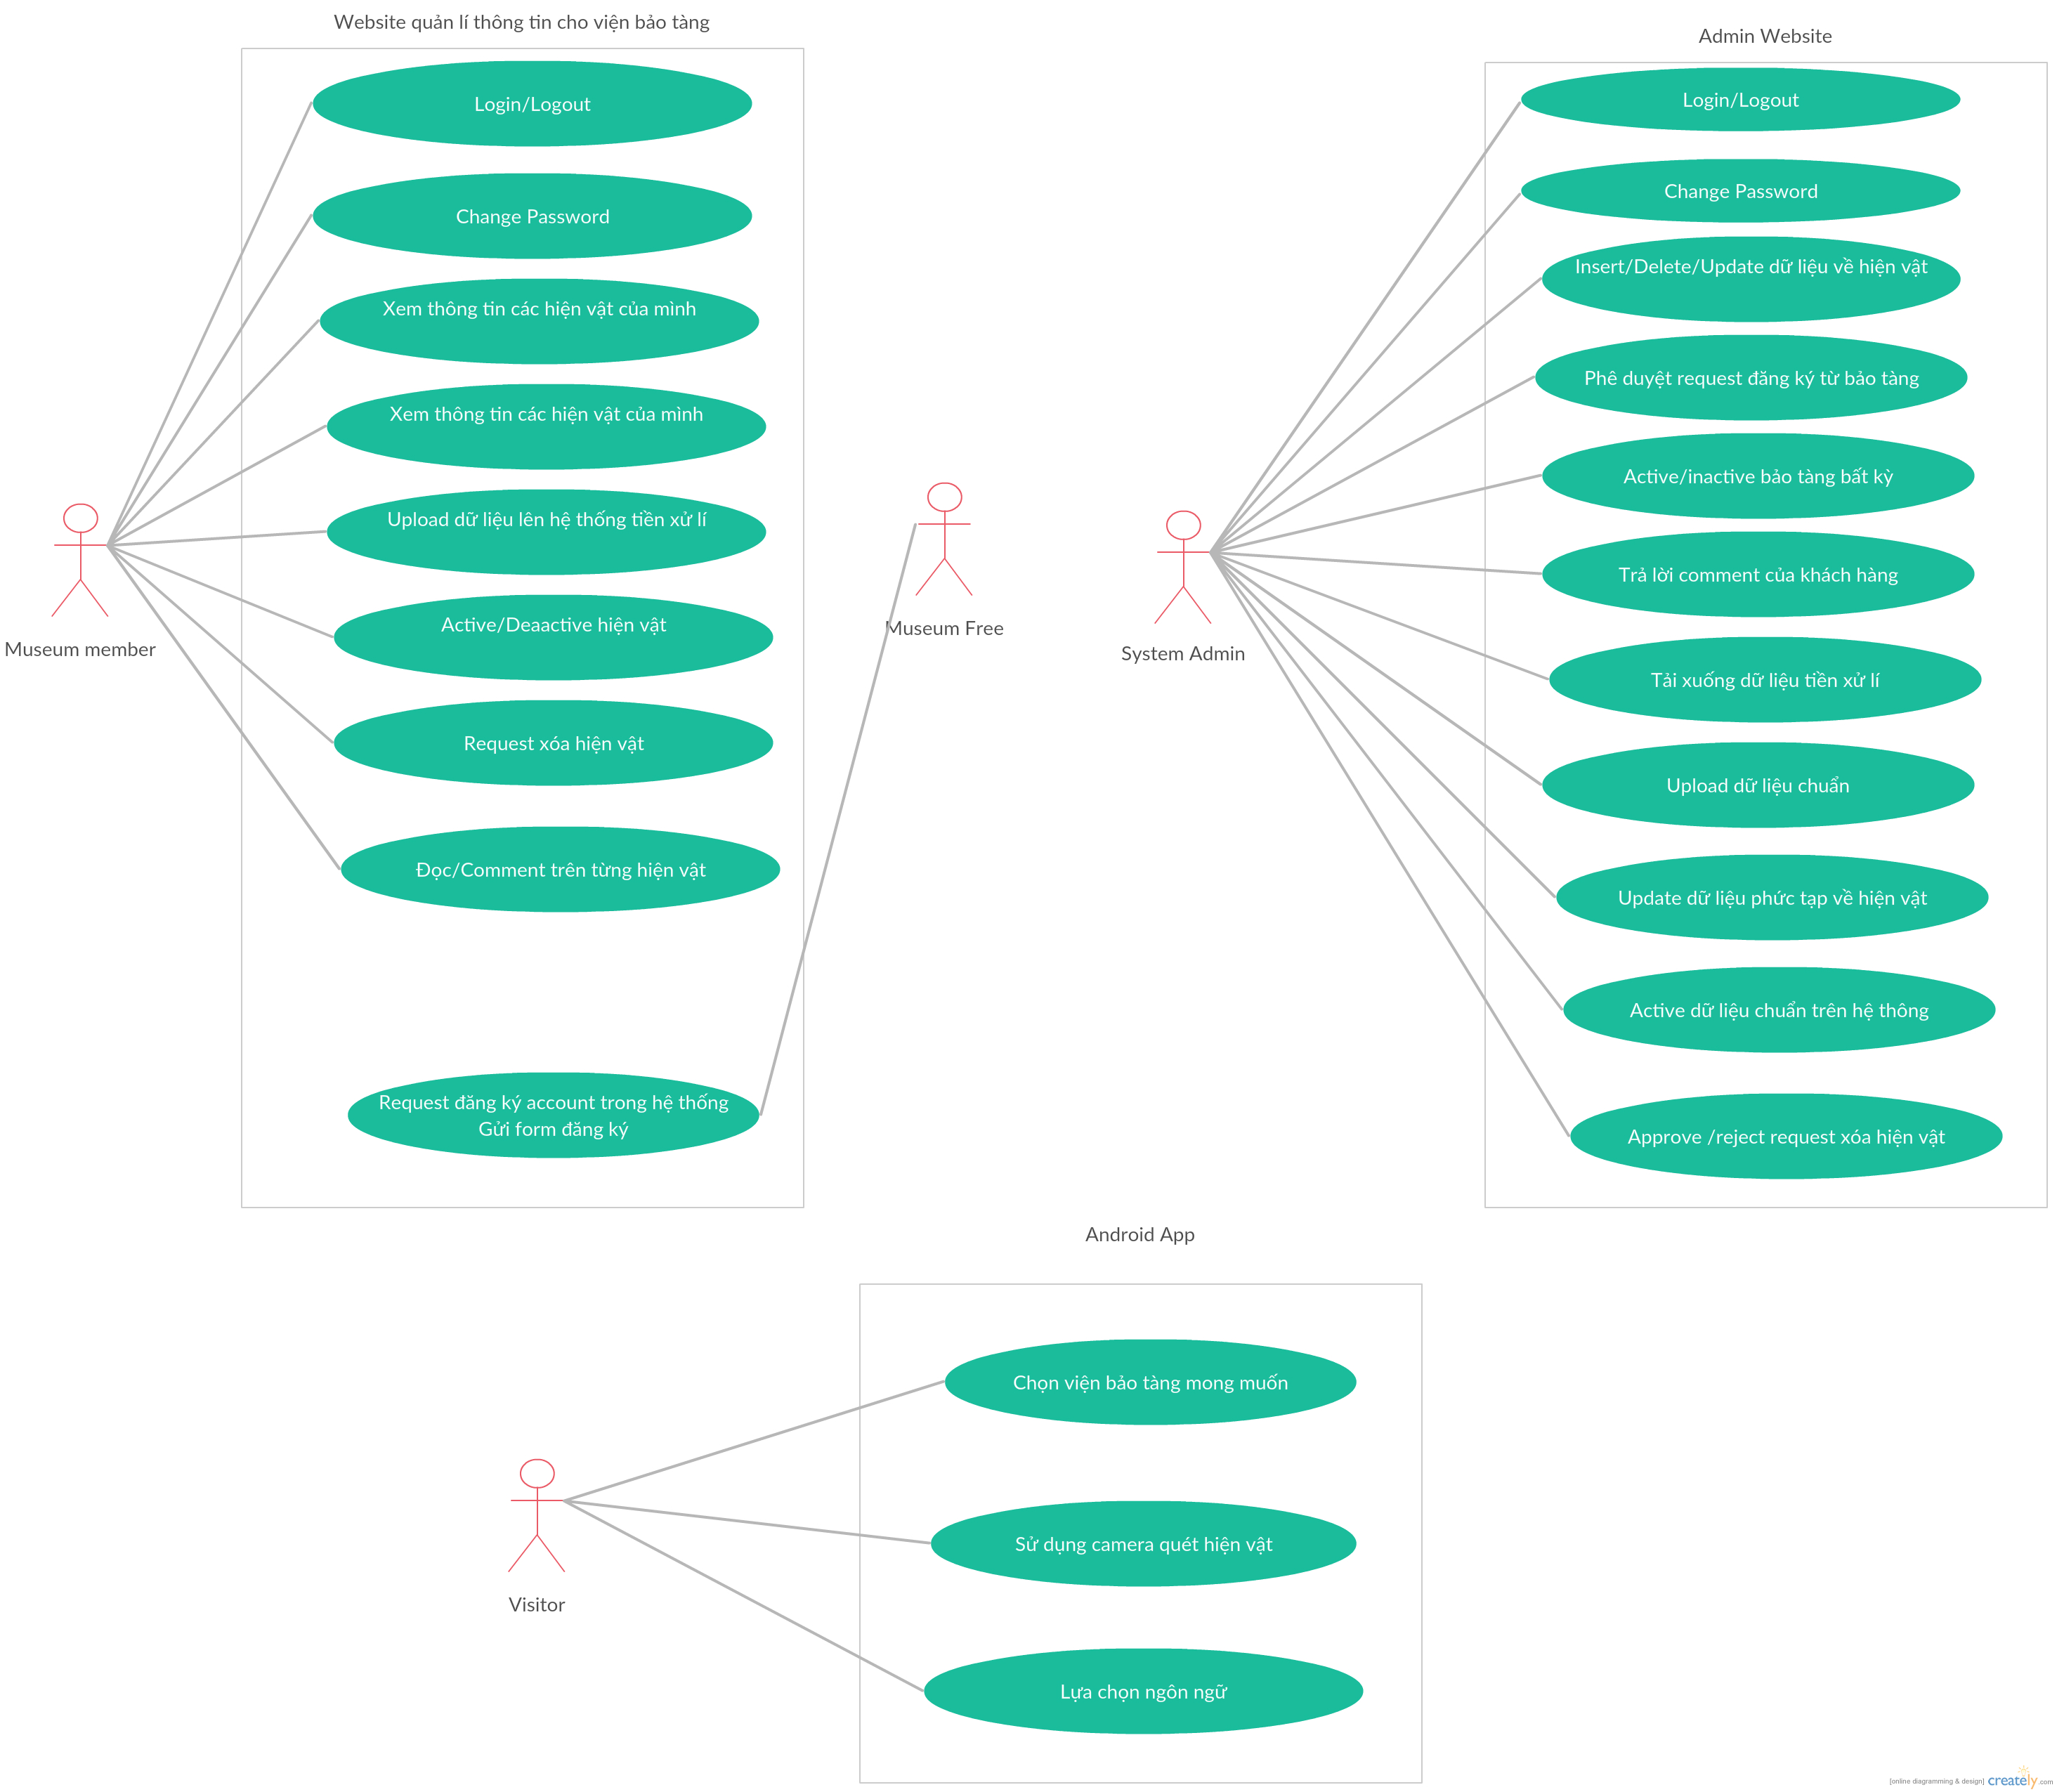 Website quản lí thông tin cho viện bảo tàng
Login/Logout
Change Password
Xem thông tin các hiện vật của mình
Xem thông tin các hiện vật của mình
Upload dữ liệu lên hệ thống tiền xử lí
Active/Deaactive hiện vật
Request xóa hiện vật
Đọc/Comment trên từng hiện vật
Request đăng ký account trong hệ thống
Gửi form đăng ký
Museum member
Museum Free
Admin Website
Login/Logout
Change Password
Insert/Delete/Update dữ liệu về hiện vật
Phê duyệt request đăng ký từ bảo tàng
Active/inactive bảo tàng bất kỳ
Trả lời comment của khách hàng
Tải xuống dữ liệu tiền xử lí
Upload dữ liệu chuẩn
Update dữ liệu phức tạp về hiện vật
Active dữ liệu chuẩn trên hệ thông
Approve /reject request xóa hiện vật
System Admin
Android App
Chọn viện bảo tàng mong muốn
Sử dụng camera quét hiện vật
Lựa chọn ngôn ngữ
Visitor
[online diagramming & design] creately.com